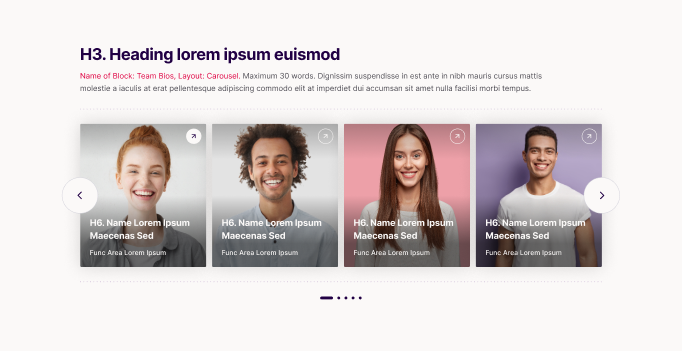 H3. Heading lorem ipsum euismod
Name of Block: Team Bios, Layout: Carousel. Maximum 30 words. Dignissim suspendisse in est ante in nibh mauris cursus mattis
molestie a iaculis at erat pellentesque adipiscing commodo elit at imperdiet dui accumsan sit amet nulla facilisi morbi tempus.
H6. Name Lorem Ipsum
Maecenas Sed
Func Area Lorem Ipsum
H6. Name Lorem Ipsum
Maecenas Sed
Func Area Lorem Ipsum
H6. Name Lorem Ipsum
Maecenas Sed
Func Area Lorem Ipsum
H6. Name Lorem Ipsum
Maecenas Sed
Func Area Lorem Ipsum